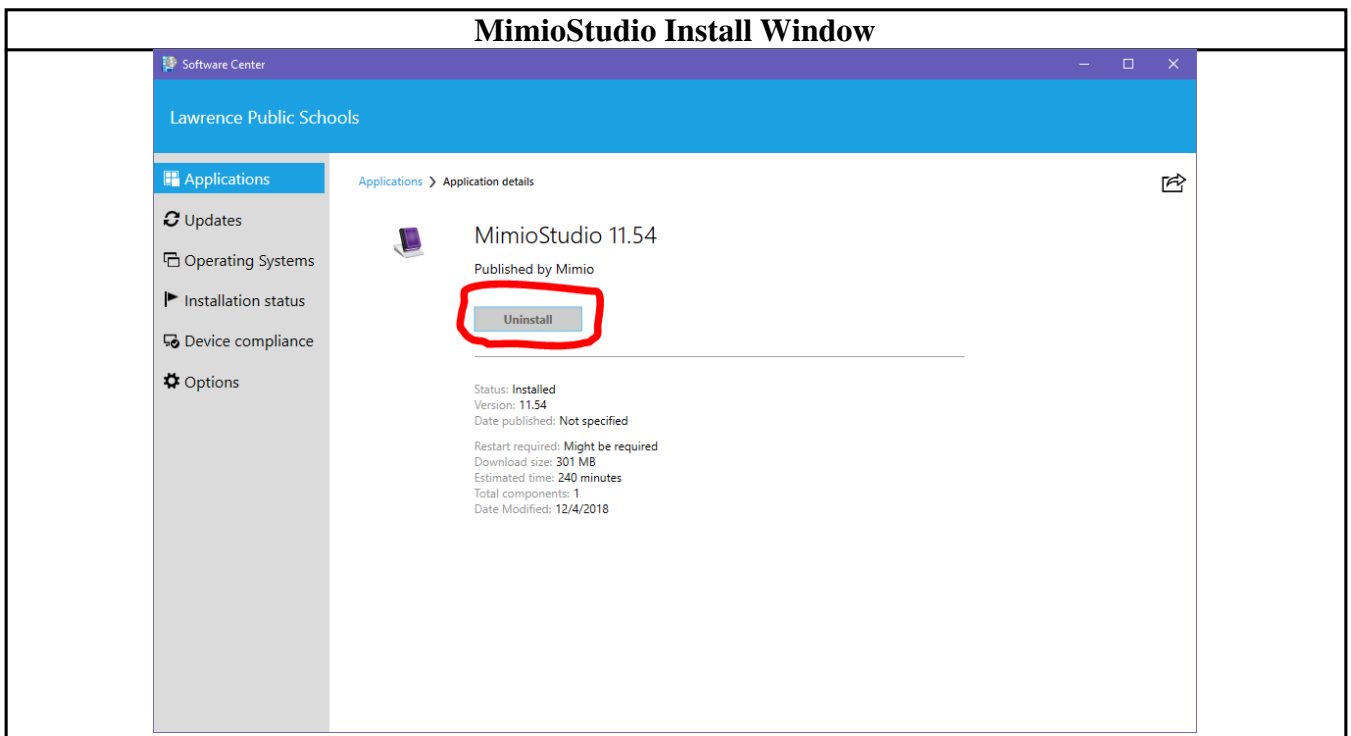 MimioStudio Install Window
Software Center
Lawrence Public Schools
Applications
Updates
Operating Systems
Installation status
Device compliance
Options
Applications > Application details
MimioStudio 11.54
Published by Mimio
Uninstall
Status: Installed
Version: 11.54
Date published: Not specified
Restart required: Might be required
Download size: 301 MB
Estimated time: 240 minutes
Total components: 1
Date Modified: 12/4/2018